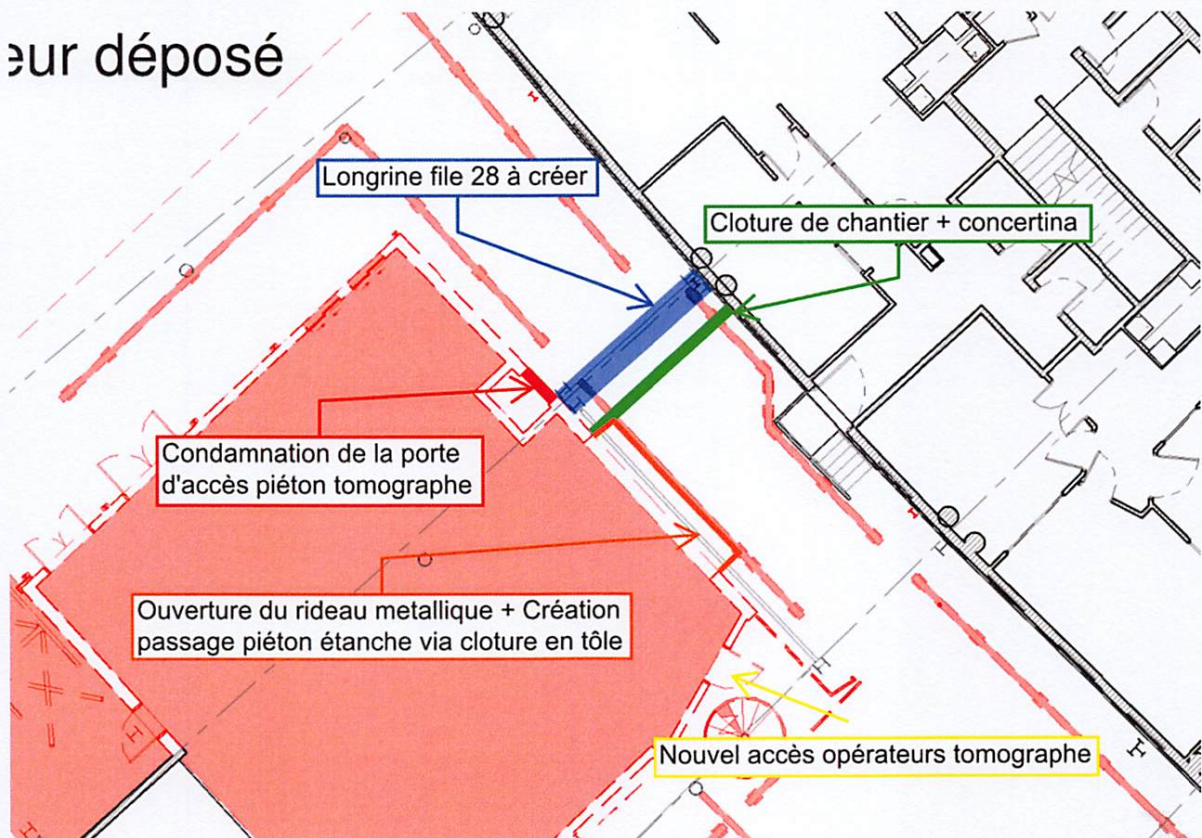 eur déposé
Longrine file 28 à créer
Cloture de chantier + concertina
Condamnation de la porte
d'accès piéton tomographe
Ouverture du rideau metallique + Création
passage piéton étanche via cloture en tôle
Nouvel accès opérateurs tomographe